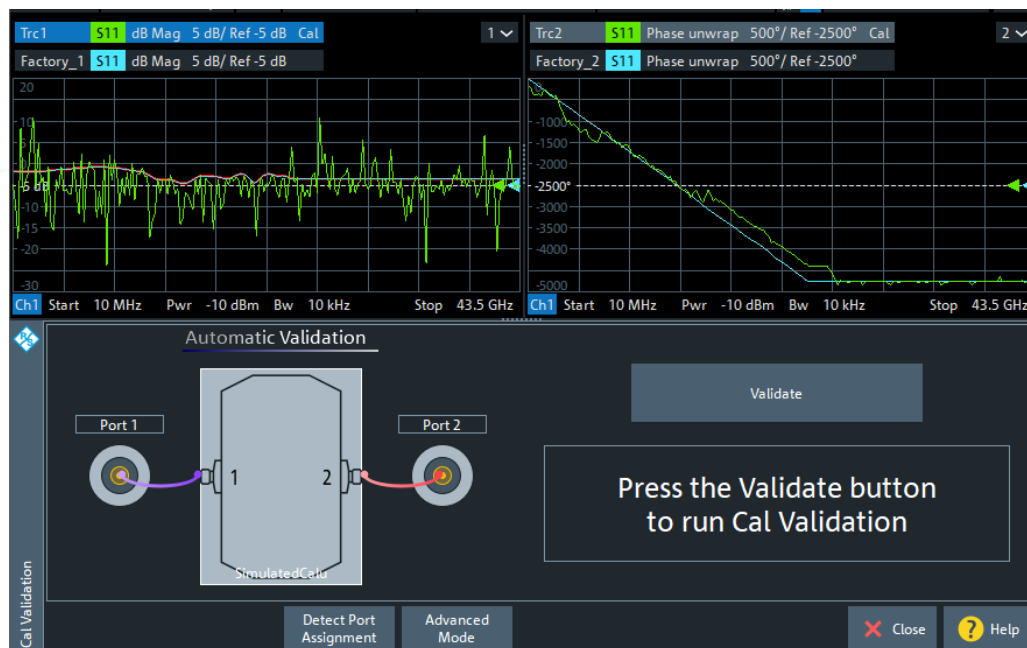 Trc1 S11 dB Mag 5 dB/ Ref -5 dB Cal 1
Factory_1 S11 dB Mag 5 dB/ Ref -5 dB
20
-5 dB
-10
-15
-20
-30
Ch1 Start 10 MHz Pwr -10 dBm Bw 10 kHz Stop 43.5 GHz
Trc2 S11 Phase unwrap 500°/ Ref -2500° Cal 2
Factory_2 S11 Phase unwrap 500°/ Ref -2500°
-1000
-1500
-2000
-2500°
-3000
-3500
-4000
-5000
Ch1 Start 10 MHz Pwr -10 dBm Bw 10 kHz Stop 43.5 GHz
Cal Validation
Automatic Validation
Port 1
Port 2
1
2
SimulatedCalu
Validate
Press the Validate button
to run Cal Validation
Detect Port
Assignment
Advanced
Mode
Close
Help